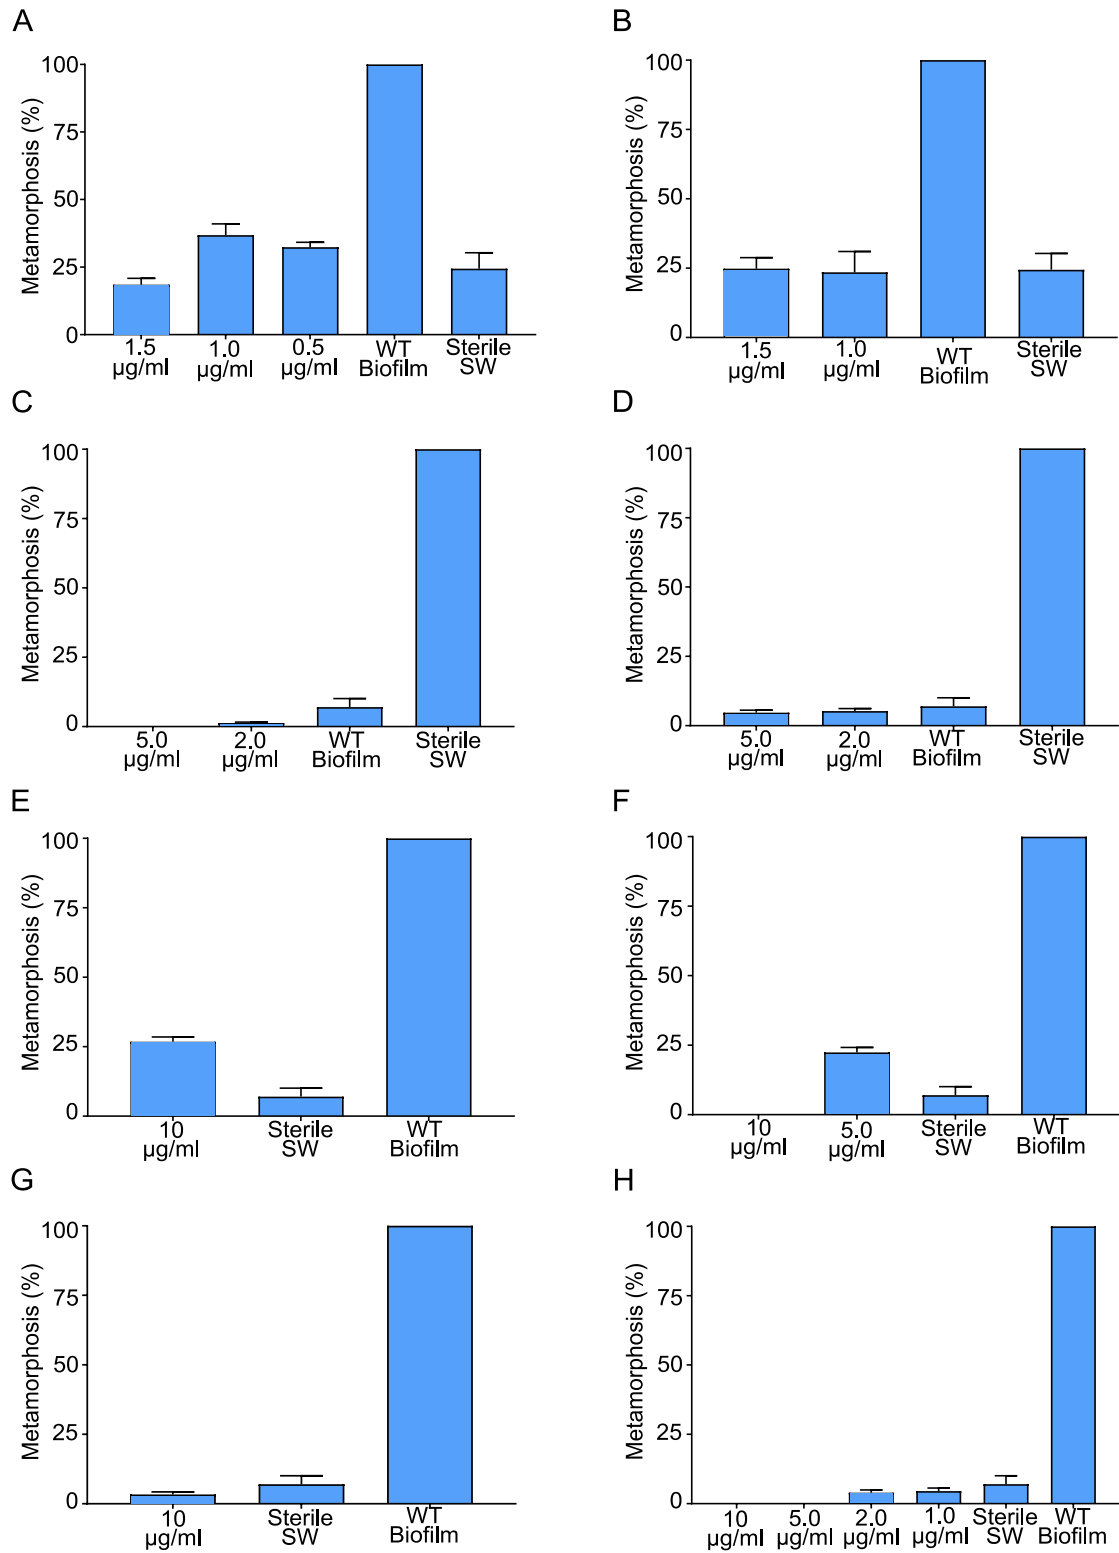 A
Metamorphosis (%)
100
75
50
25
0
1.5
µg/ml
1.0
µg/ml
0.5
µg/ml
WT
Biofilm
Sterile
SW
B
Metamorphosis (%)
100
75
50
25
0
1.5
µg/ml
1.0
µg/ml
WT
Biofilm
Sterile
SW
C
Metamorphosis (%)
100
75
50
25
0
5.0
µg/ml
2.0
µg/ml
WT
Biofilm
Sterile
SW
D
Metamorphosis (%)
100
75
50
25
0
5.0
µg/ml
2.0
µg/ml
WT
Biofilm
Sterile
SW
E
Metamorphosis (%)
100
75
50
25
0
10
µg/ml
Sterile
SW
WT
Biofilm
F
Metamorphosis (%)
100
75
50
25
0
10
µg/ml
5.0
µg/ml
Sterile
SW
WT
Biofilm
G
Metamorphosis (%)
100
75
50
25
0
10
µg/ml
Sterile
SW
WT
Biofilm
H
Metamorphosis (%)
100
75
50
25
0
10
µg/ml
5.0
µg/ml
2.0
µg/ml
1.0
µg/ml
Sterile
SW
WT
Biofilm